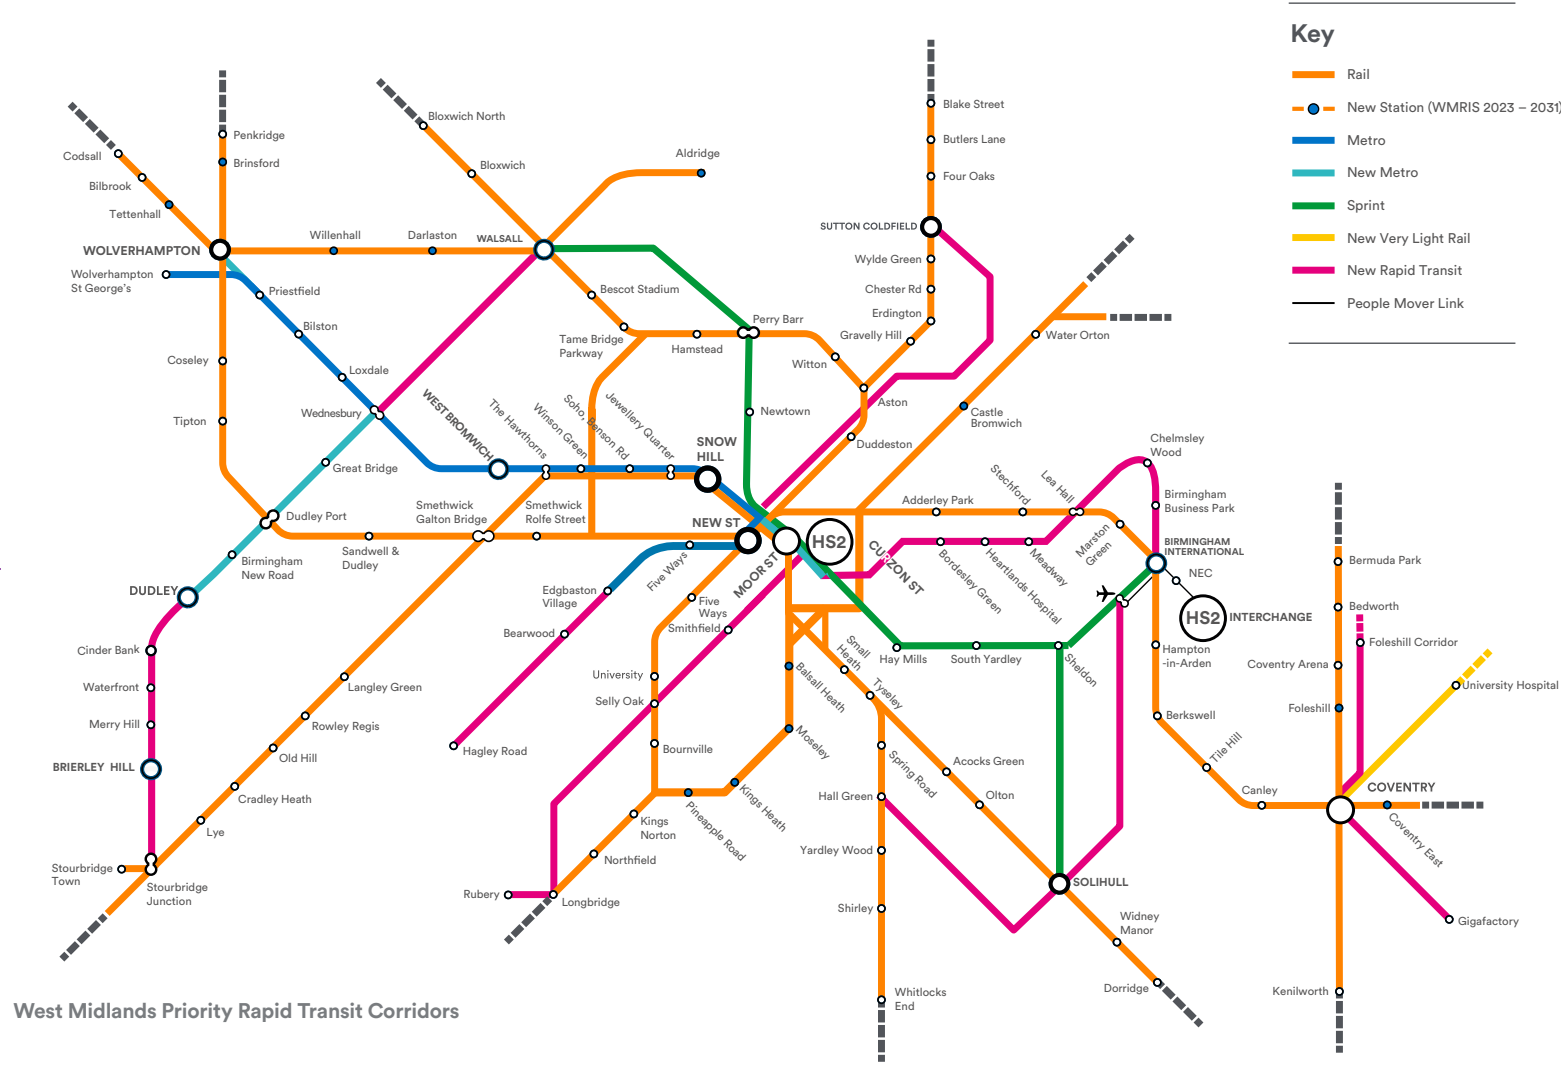 Key
Rail
New Station (WMRIS 2023 – 2031)
Metro
New Metro
Sprint
New Very Light Rail
New Rapid Transit
People Mover Link
Codsall
Bilbrook
Tettenhall
WOLVERHAMPTON
Wolverhampton
St George's
Penkridge
Brinsford
Willenhall
Darlaston
WALSALL
Bloxwich North
Bloxwich
Aldridge
Priestfield
Bilston
Loxdale
Wednesbury
Coseley
Tipton
Great Bridge
Dudley Port
Birmingham
New Road
DUDLEY
Cinder Bank
Waterfront
Merry Hill
BRIERLEY HILL
Stourbridge
Town
Stourbridge
Junction
Lye
Cradley Heath
Old Hill
Rowley Regis
Langley Green
Sandwell &
Dudley
Smethwick
Galton Bridge
Smethwick
Rolfe Street
WEST BROMWICH
The Hawthorns
Winson Green
Soho, Benson Rd
Jewellery Quarter
SNOW
HILL
NEW ST
MOOR ST
HS2
CURZON ST
Bescot Stadium
Tame Bridge
Parkway
Hamstead
Perry Barr
Newtown
Witton
Aston
Duddeston
Gravelly Hill
Erdington
Chester Rd
Wylde Green
SUTTON COLDFIELD
Four Oaks
Butlers Lane
Blake Street
Water Orton
Castle
Bromwich
Adderley Park
Stechford
Lea Hall
Marston
Green
Chelmsley
Wood
Birmingham
Business Park
BIRMINGHAM
INTERNATIONAL
NEC
HS2
INTERCHANGE
Bordesley Green
Heartlands Hospital
Meadway
Five Ways
Edgbaston
Village
Bearwood
Hagley Road
Five
Ways
Smithfield
University
Selly Oak
Bournville
Kings
Norton
Northfield
Longbridge
Rubery
Pineapple Road
Kings Heath
Moseley
Balsall Heath
Small
Heath
Tyseley
Hay Mills
South Yardley
Sheldon
Spring Road
Hall Green
Yardley Wood
Shirley
Whitlocks
End
Acocks Green
Olton
SOLIHULL
Widney
Manor
Dorridge
Hampton
-in-Arden
Berkswell
Tile Hill
Canley
COVENTRY
Coventry East
Gigafactory
Kenilworth
Foleshill
Coventry Arena
Bedworth
Bermuda Park
Foleshill Corridor
University Hospital
West Midlands Priority Rapid Transit Corridors